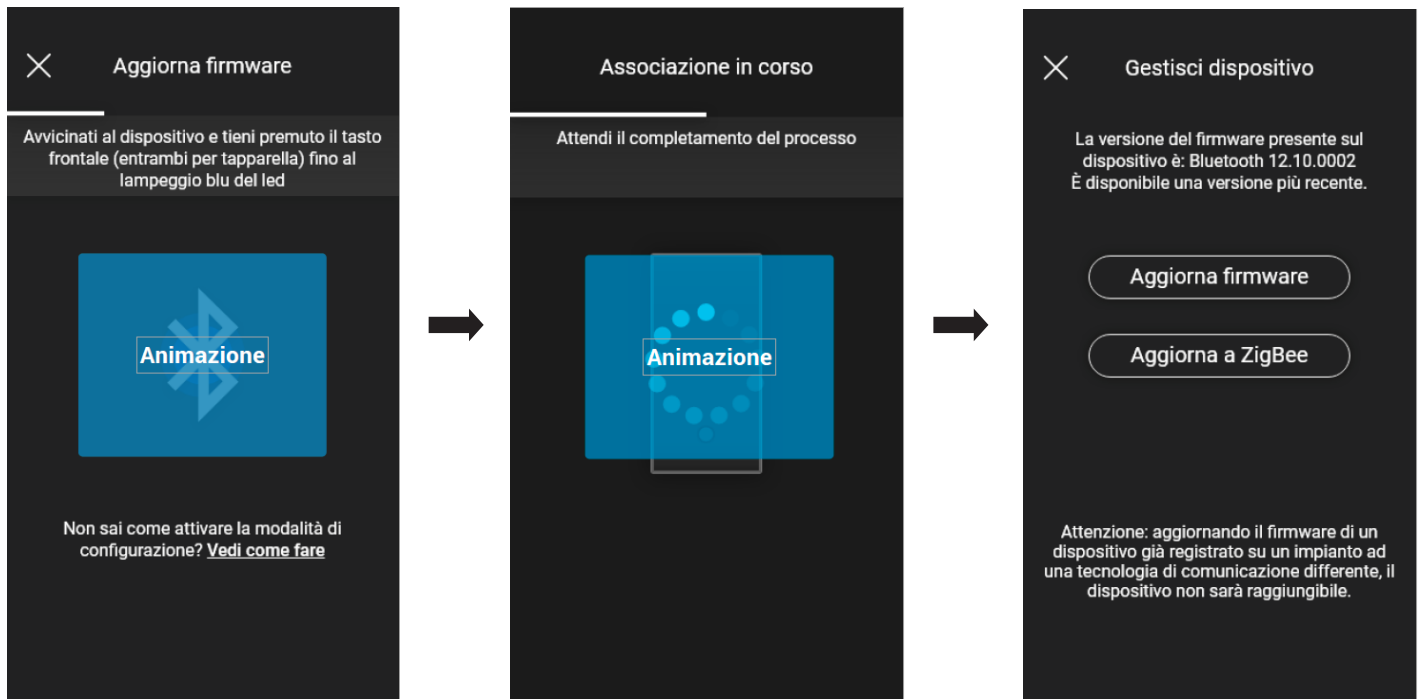 Aggiorna firmware
Avvicinati al dispositivo e tieni premuto il tasto
frontale (entrambi per tapparella) fino al
lampeggio blu del led
Animazione
Non sai come attivare la modalità di
configurazione? Vedi come fare
Associazione in corso
Attendi il completamento del processo
Animazione
Gestisci dispositivo
La versione del firmware presente sul
dispositivo è: Bluetooth 12.10.0002
È disponibile una versione più recente.
Aggiorna firmware
Aggiorna a ZigBee
Attenzione: aggiornando il firmware di un
dispositivo già registrato su un impianto ad
una tecnologia di comunicazione differente, il
dispositivo non sarà raggiungibile.